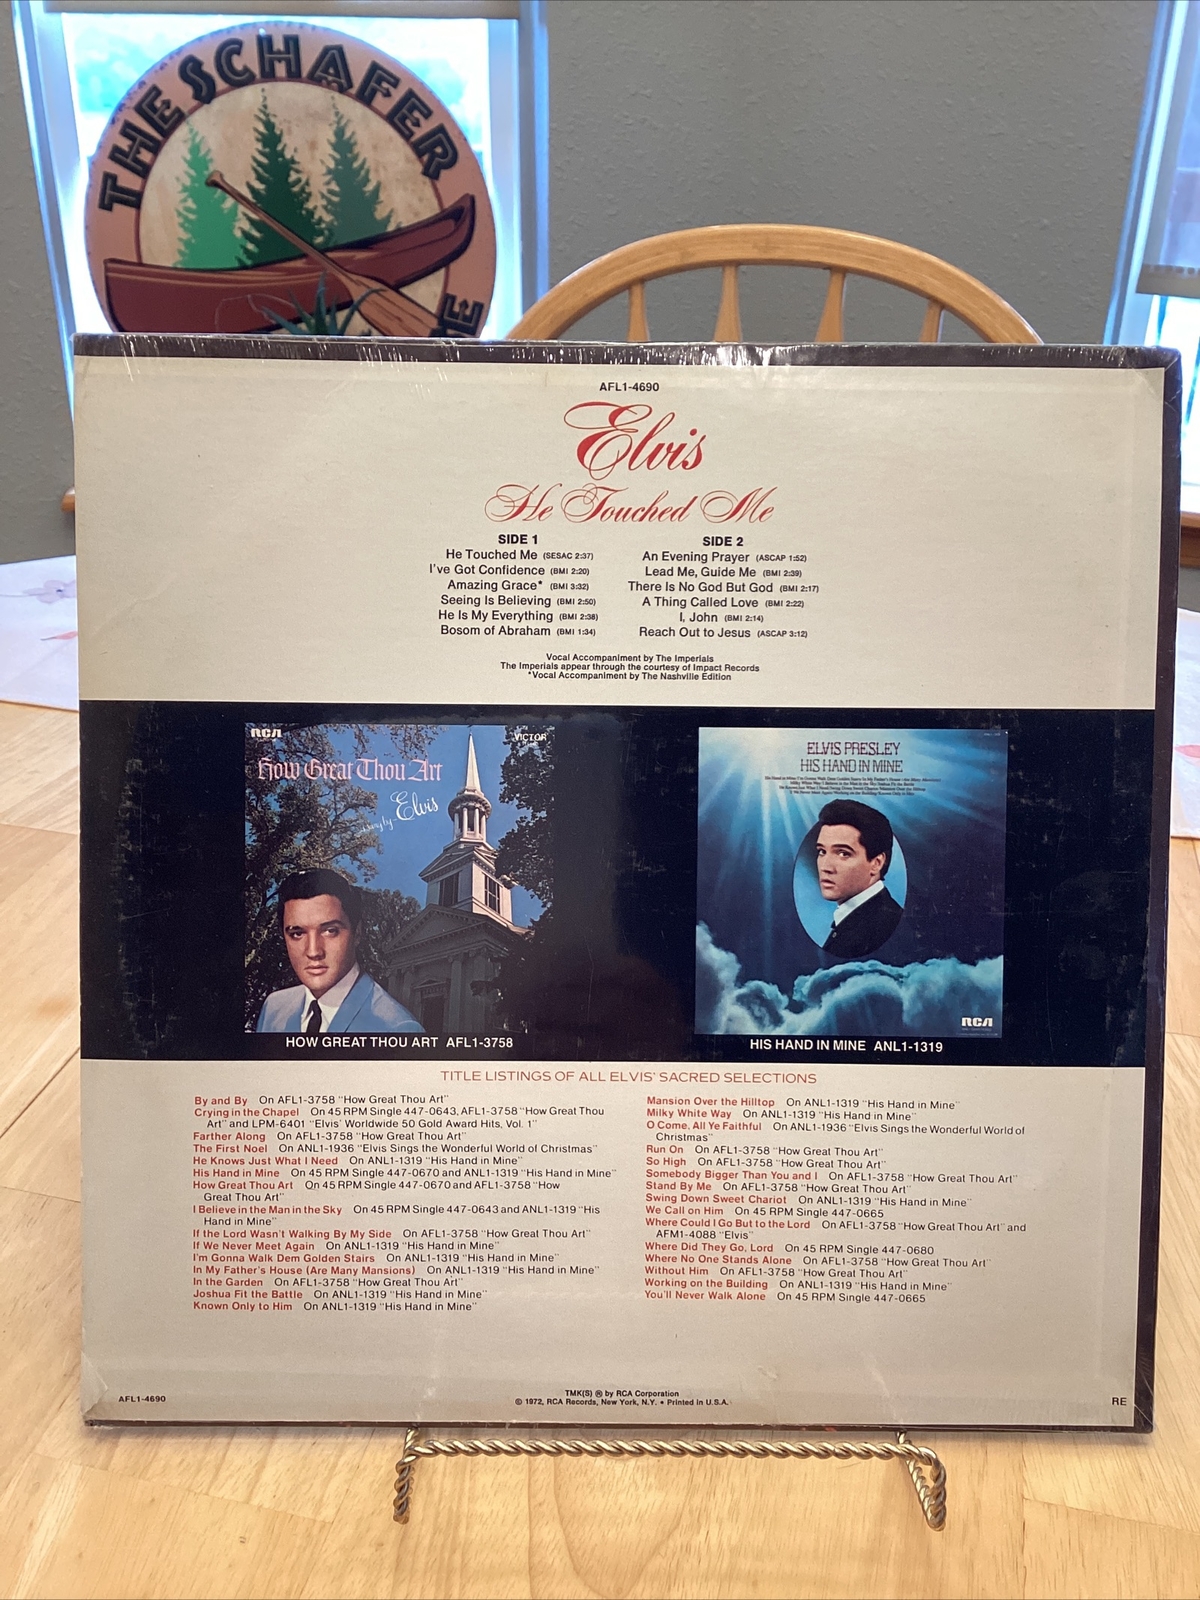 THE SCHAFER
E
AFL1-4690
Elvis
He Touched Me
SIDE 1
He Touched Me (SESAC 2:37)
I've Got Confidence (BMI 2:20)
Amazing Grace* (BMI 3:32)
Seeing Is Believing (BMI 2:50)
He Is My Everything (BMI 2:38)
Bosom of Abraham (BMI 1:34)
SIDE 2
An Evening Prayer (ASCAP 1:52)
Lead Me, Guide Me (BMI 2:39)
There Is No God But God (BMI 2:17)
A Thing Called Love (BMI 2:22)
I, John (BMI 2:14)
Reach Out to Jesus (ASCAP 3:12)
Vocal Accompaniment by The Imperials
The Imperials appear through the courtesy of Impact Records
*Vocal Accompaniment by The Nashville Edition
RCA VICTOR
How Great Thou Art
as sung by Elvis
HOW GREAT THOU ART AFL1-3758
ELVIS PRESLEY
HIS HAND IN MINE
RCA
HIS HAND IN MINE ANL1-1319
TITLE LISTINGS OF ALL ELVIS' SACRED SELECTIONS
By and By On AFL1-3758 "How Great Thou Art"
Crying in the Chapel On 45 RPM Single 447-0643, AFL1-3758 "How Great Thou
Art" and LPM-6401 "Elvis' Worldwide 50 Gold Award Hits, Vol. 1"
Farther Along On AFL1-3758 "How Great Thou Art"
The First Noel On ANL1-1936 "Elvis Sings the Wonderful World of Christmas"
He Knows Just What I Need On ANL1-1319 "His Hand in Mine"
His Hand in Mine On 45 RPM Single 447-0670 and ANL1-1319 "His Hand in Mine"
How Great Thou Art On 45 RPM Single 447-0670 and AFL1-3758 "How
Great Thou Art"
I Believe in the Man in the Sky On 45 RPM Single 447-0643 and ANL1-1319 "His
Hand in Mine"
If the Lord Wasn't Walking By My Side On AFL1-3758 "How Great Thou Art"
If We Never Meet Again On ANL1-1319 "His Hand in Mine"
I'm Gonna Walk Dem Golden Stairs On ANL1-1319 "His Hand in Mine"
In My Father's House (Are Many Mansions) On ANL1-1319 "His Hand in Mine"
In the Garden On AFL1-3758 "How Great Thou Art"
Joshua Fit the Battle On ANL1-1319 "His Hand in Mine"
Known Only to Him On ANL1-1319 "His Hand in Mine"
Mansion Over the Hilltop On ANL1-1319 "His Hand in Mine"
Milky White Way On ANL1-1319 "His Hand in Mine"
O Come, All Ye Faithful On ANL1-1936 "Elvis Sings the Wonderful World of
Christmas"
Run On On AFL1-3758 "How Great Thou Art"
So High On AFL1-3758 "How Great Thou Art"
Somebody Bigger Than You and I On AFL1-3758 "How Great Thou Art"
Stand By Me On AFL1-3758 "How Great Thou Art"
Swing Down Sweet Chariot On ANL1-1319 "His Hand in Mine"
We Call on Him On 45 RPM Single 447-0665
Where Could I Go But to the Lord On AFL1-3758 "How Great Thou Art" and
AFM1-4088 "Elvis"
Where Did They Go, Lord On 45 RPM Single 447-0680
Where No One Stands Alone On AFL1-3758 "How Great Thou Art"
Without Him On AFL1-3758 "How Great Thou Art"
Working on the Building On ANL1-1319 "His Hand in Mine"
You'll Never Walk Alone On 45 RPM Single 447-0665
AFL1-4690
TMK(S) ® by RCA Corporation
© 1972, RCA Records, New York, N.Y. • Printed in U.S.A.
RE